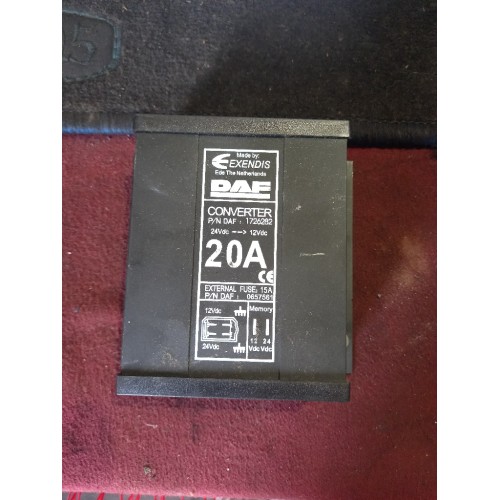 Made by:
EXENDIS
Ede The Netherlands
DAF
CONVERTER
P/N DAF : 1726282
24Vdc --> 12Vdc
20A
CE
EXTERNAL FUSE: 15A
P/N DAF : 0657561
12Vdc
Memory
24Vdc
12 24
Vdc Vdc